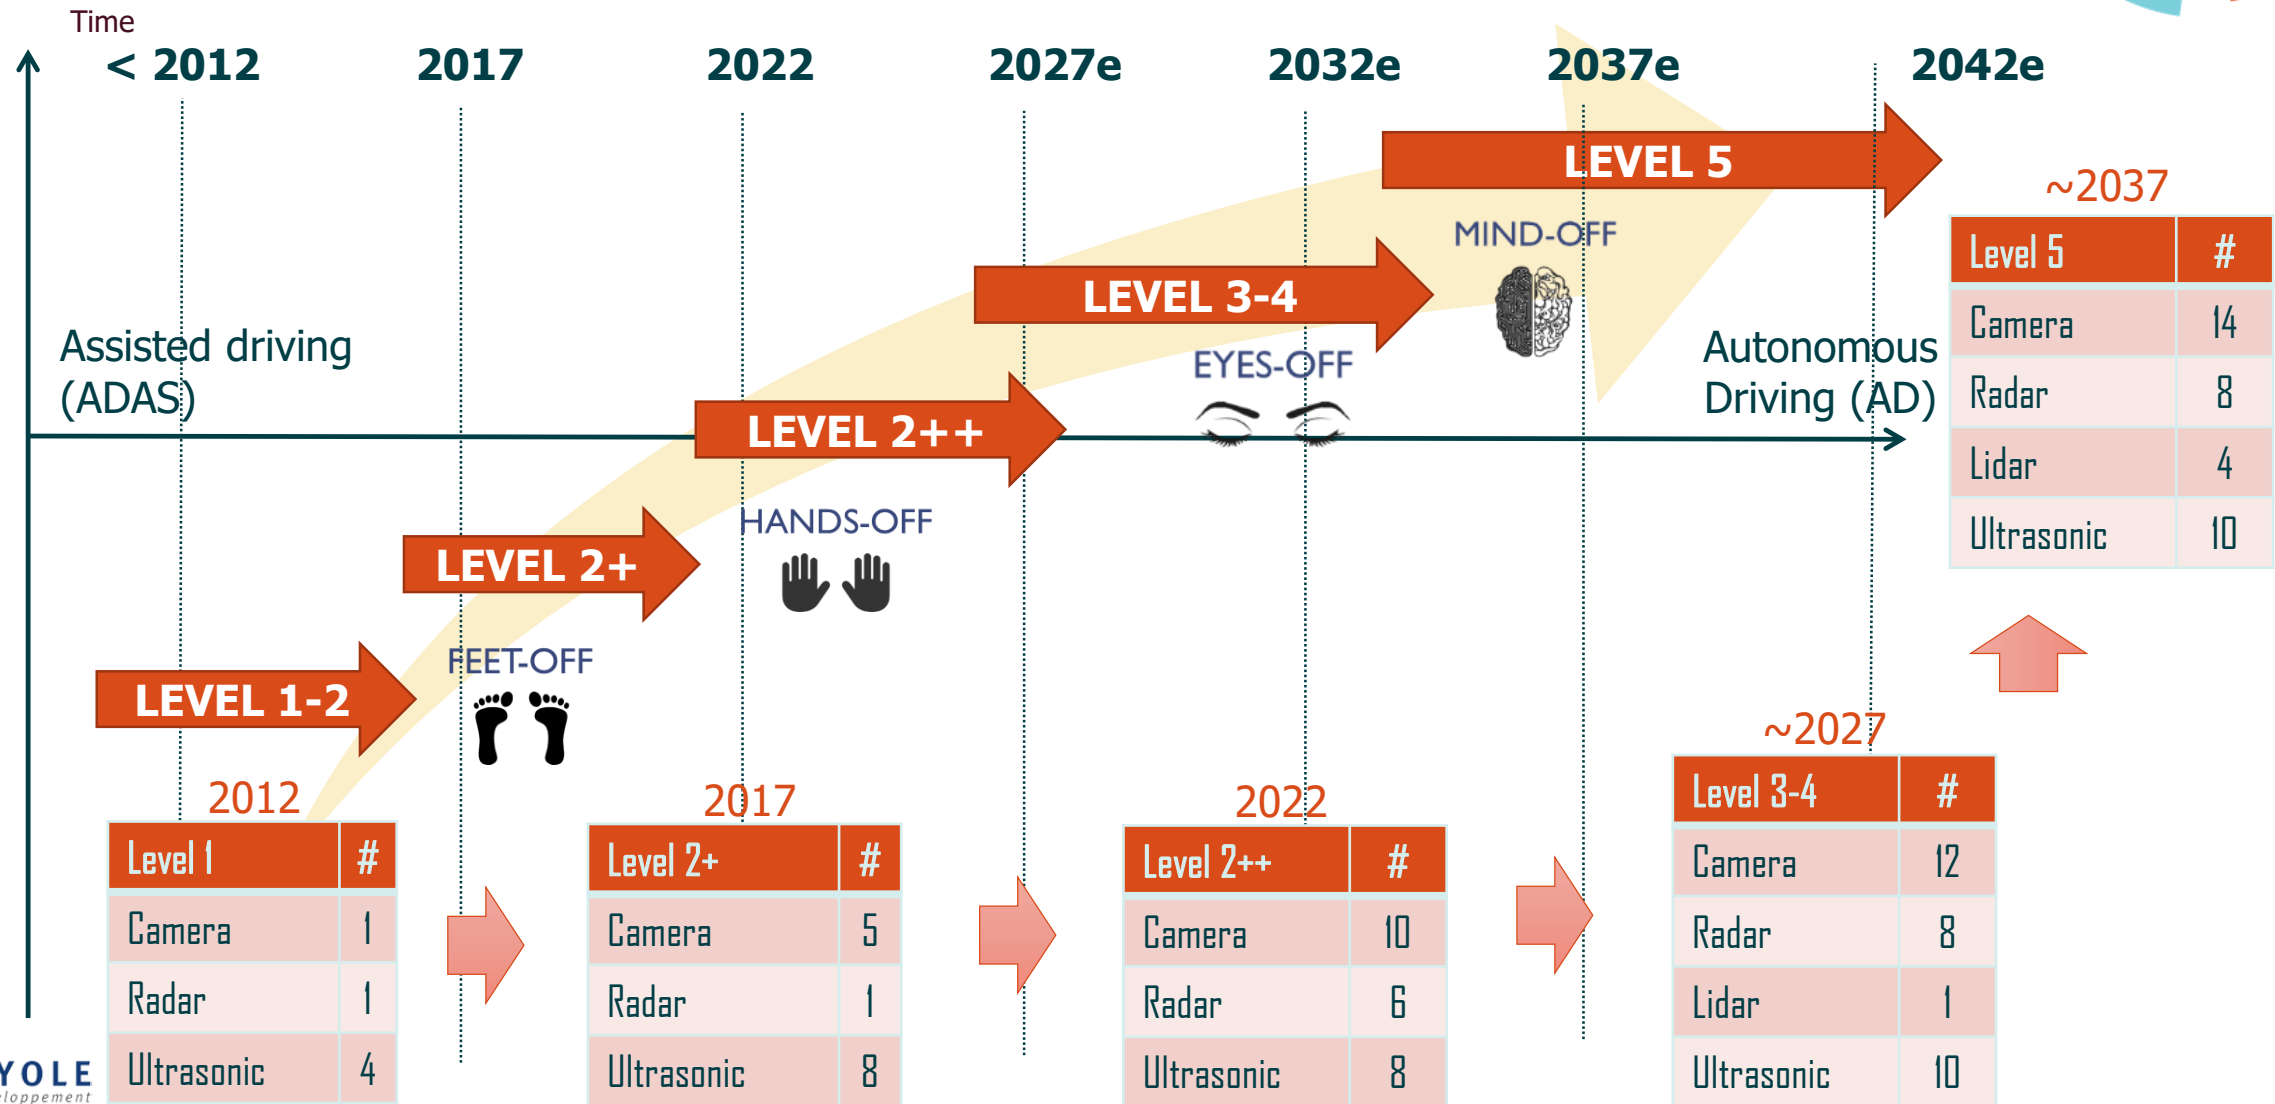 Time
< 2012
2017
2022
2027e
2032e
2037e
2042e
LEVEL 5
~2037
MIND-OFF
LEVEL 3-4
Assisted driving
(ADAS)
EYES-OFF
Autonomous
Driving (AD)
LEVEL 2++
HANDS-OFF
LEVEL 2+
FEET-OFF
LEVEL 1-2
Level 5 #
Camera 14
Radar 8
Lidar 4
Ultrasonic 10
2012
Level 1 #
Camera 1
Radar 1
Ultrasonic 4
2017
Level 2+ #
Camera 5
Radar 1
Ultrasonic 8
2022
Level 2++ #
Camera 10
Radar 6
Ultrasonic 8
~2027
Level 3-4 #
Camera 12
Radar 8
Lidar 1
Ultrasonic 10
YOLE